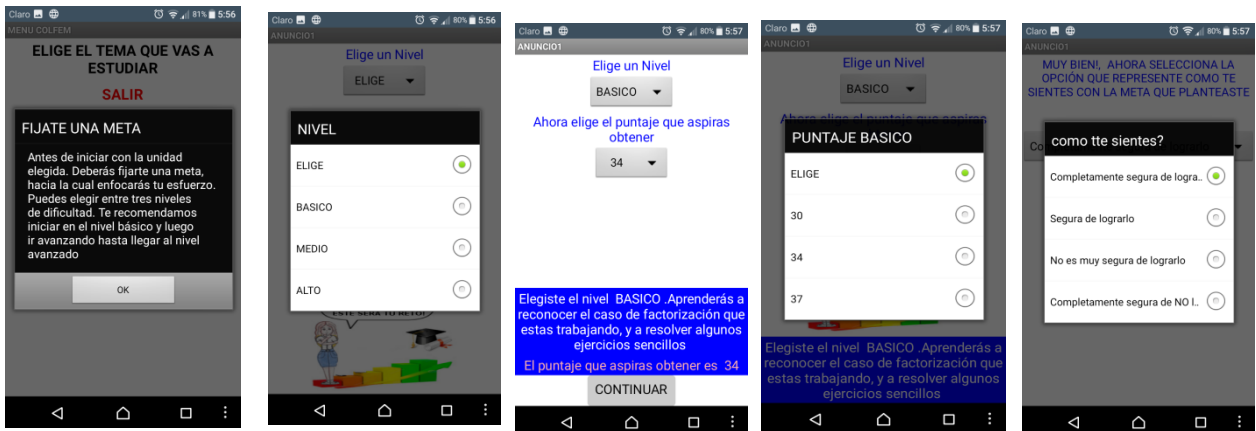 Claro 81% 5:56
MENU COLFEM
ELIGE EL TEMA QUE VAS A
ESTUDIAR
SALIR
FIJATE UNA META
Antes de iniciar con la unidad
elegida. Deberás fijarte una meta,
hacia la cual enfocarás tu esfuerzo.
Puedes elegir entre tres niveles
de dificultad. Te recomendamos
iniciar en el nivel básico y luego
ir avanzando hasta llegar al nivel
avanzado
OK
Claro 80% 5:56
ANUNCIO1
Elige un Nivel
ELIGE
NIVEL
ELIGE
BASICO
MEDIO
ALTO
ESTE SERA TU RETO!
Claro 80% 5:57
ANUNCIO1
Elige un Nivel
BASICO
Ahora elige el puntaje que aspiras
obtener
34
Elegiste el nivel BASICO .Aprenderás a
reconocer el caso de factorización que
estas trabajando, y a resolver algunos
ejercicios sencillos
El puntaje que aspiras obtener es 34
CONTINUAR
Claro 80% 5:57
ANUNCIO1
Elige un Nivel
BASICO
Ahora elige el puntaje que aspiras
PUNTAJE BASICO
ELIGE
30
34
37
Elegiste el nivel BASICO .Aprenderás a
reconocer el caso de factorización que
estas trabajando, y a resolver algunos
ejercicios sencillos
Claro 80% 5:57
ANUNCIO1
MUY BIEN!, AHORA SELECCIONA LA
OPCIÓN QUE REPRESENTE COMO TE
SIENTES CON LA META QUE PLANTEASTE
Co
como tte sientes?
Completamente segura de logra..
Segura de lograrlo
No es muy segura de lograrlo
Completamente segura de NO l..